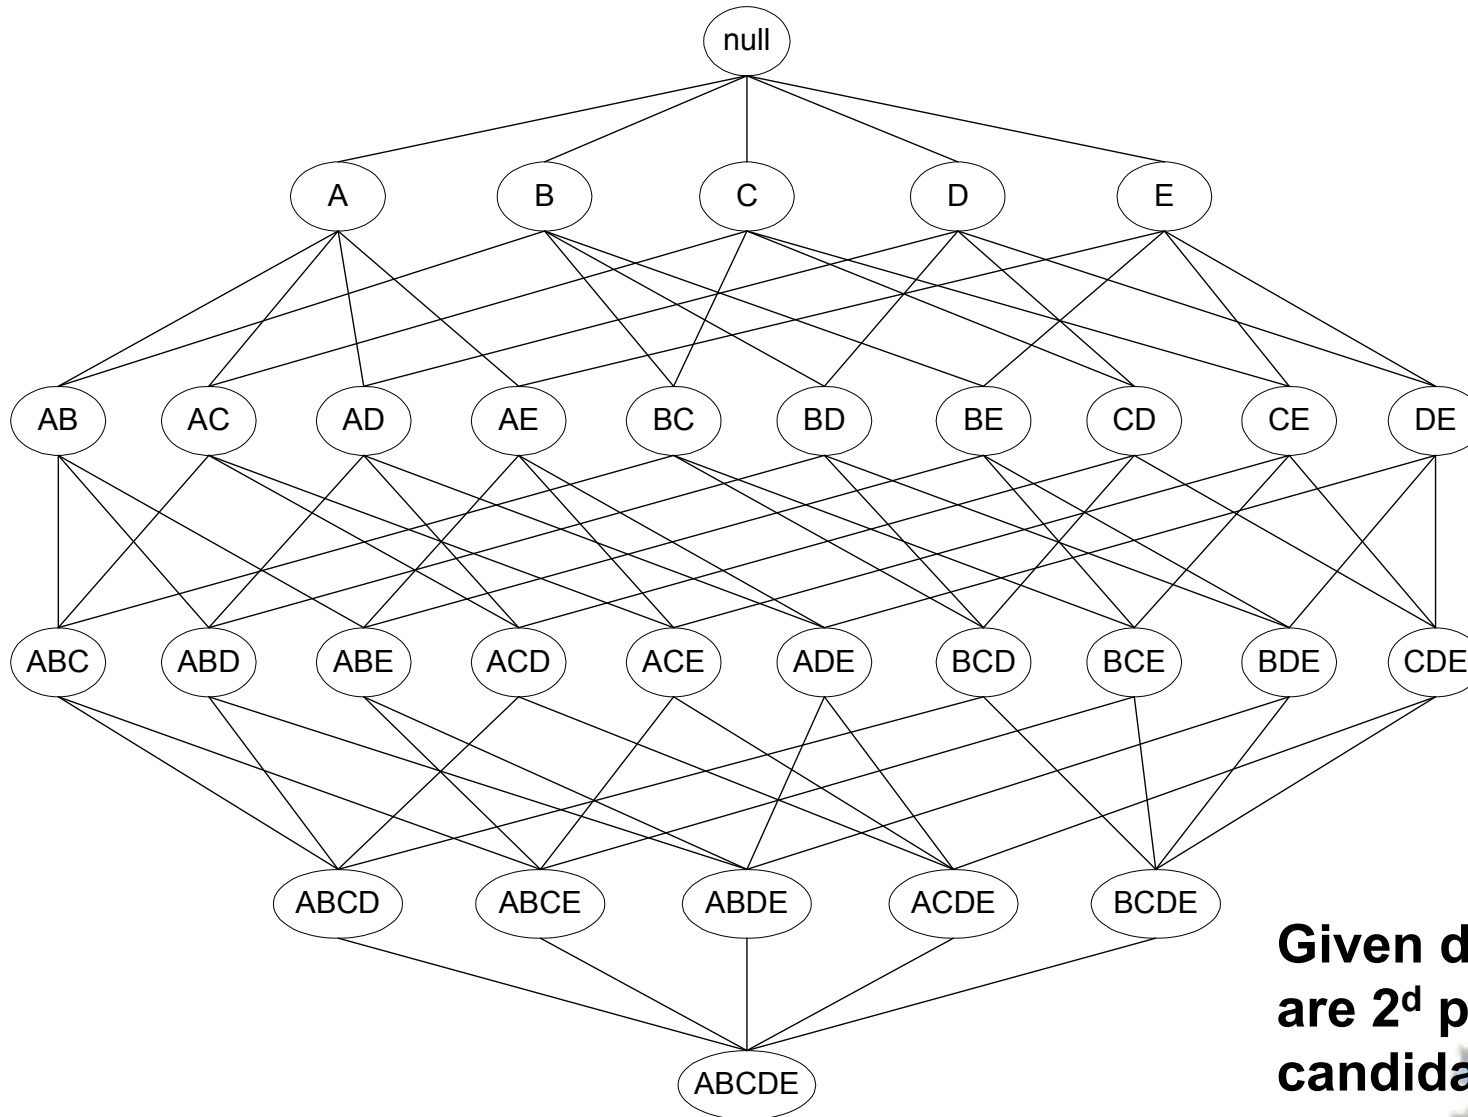 null
A B C D E
AB AC AD AE BC BD BE CD CE DE
ABC ABD ABE ACD ACE ADE BCD BCE BDE CDE
ABCD ABCE ABDE ACDE BCDE
Given
are 2ᵈ
ABCDE